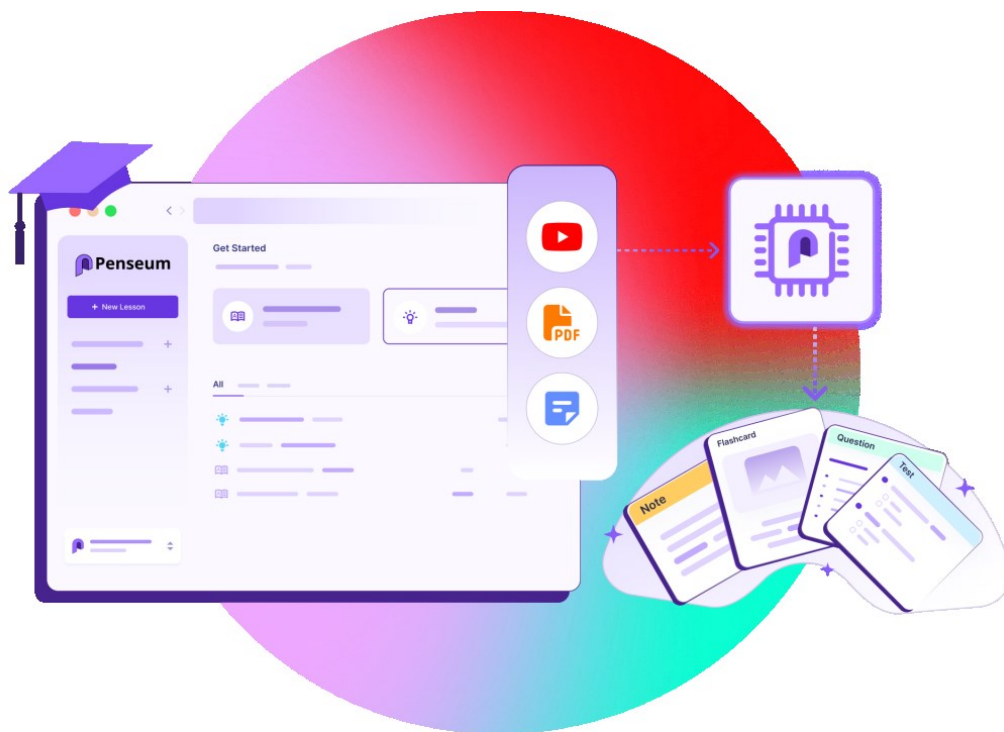 Penseum
+ New Lesson
Get Started
All
PDF
Note
Flashcard
Question
Test